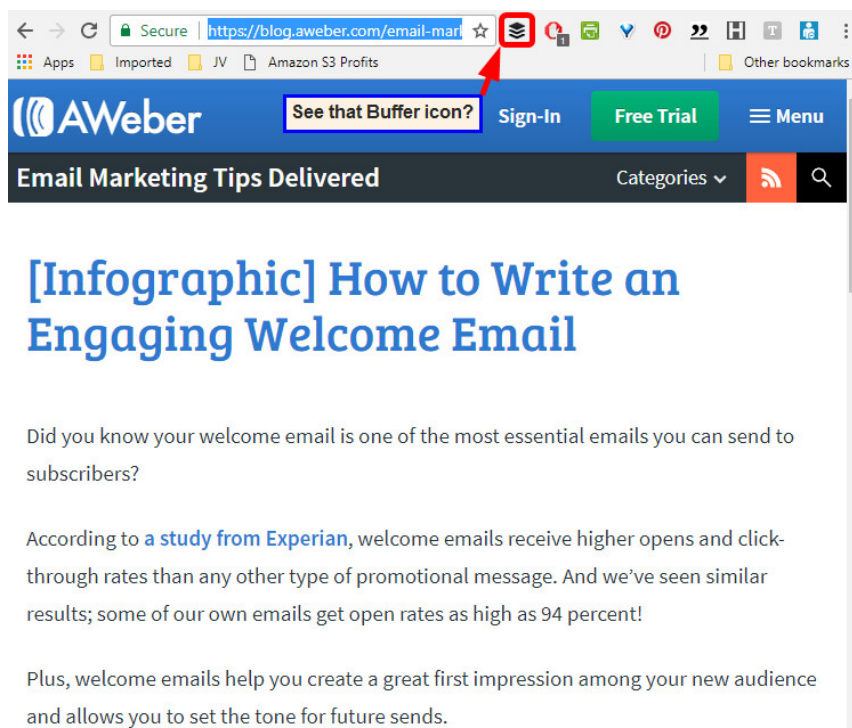 Secure https://blog.aweber.com/email-mark
1
Apps Imported JV Amazon S3 Profits Other bookmarks
AWeber See that Buffer icon? Sign-In Free Trial Menu
Email Marketing Tips Delivered Categories
[Infographic] How to Write an
Engaging Welcome Email
Did you know your welcome email is one of the most essential emails you can send to
subscribers?
According to a study from Experian, welcome emails receive higher opens and click-
through rates than any other type of promotional message. And we’ve seen similar
results; some of our own emails get open rates as high as 94 percent!
Plus, welcome emails help you create a great first impression among your new audience
and allows you to set the tone for future sends.